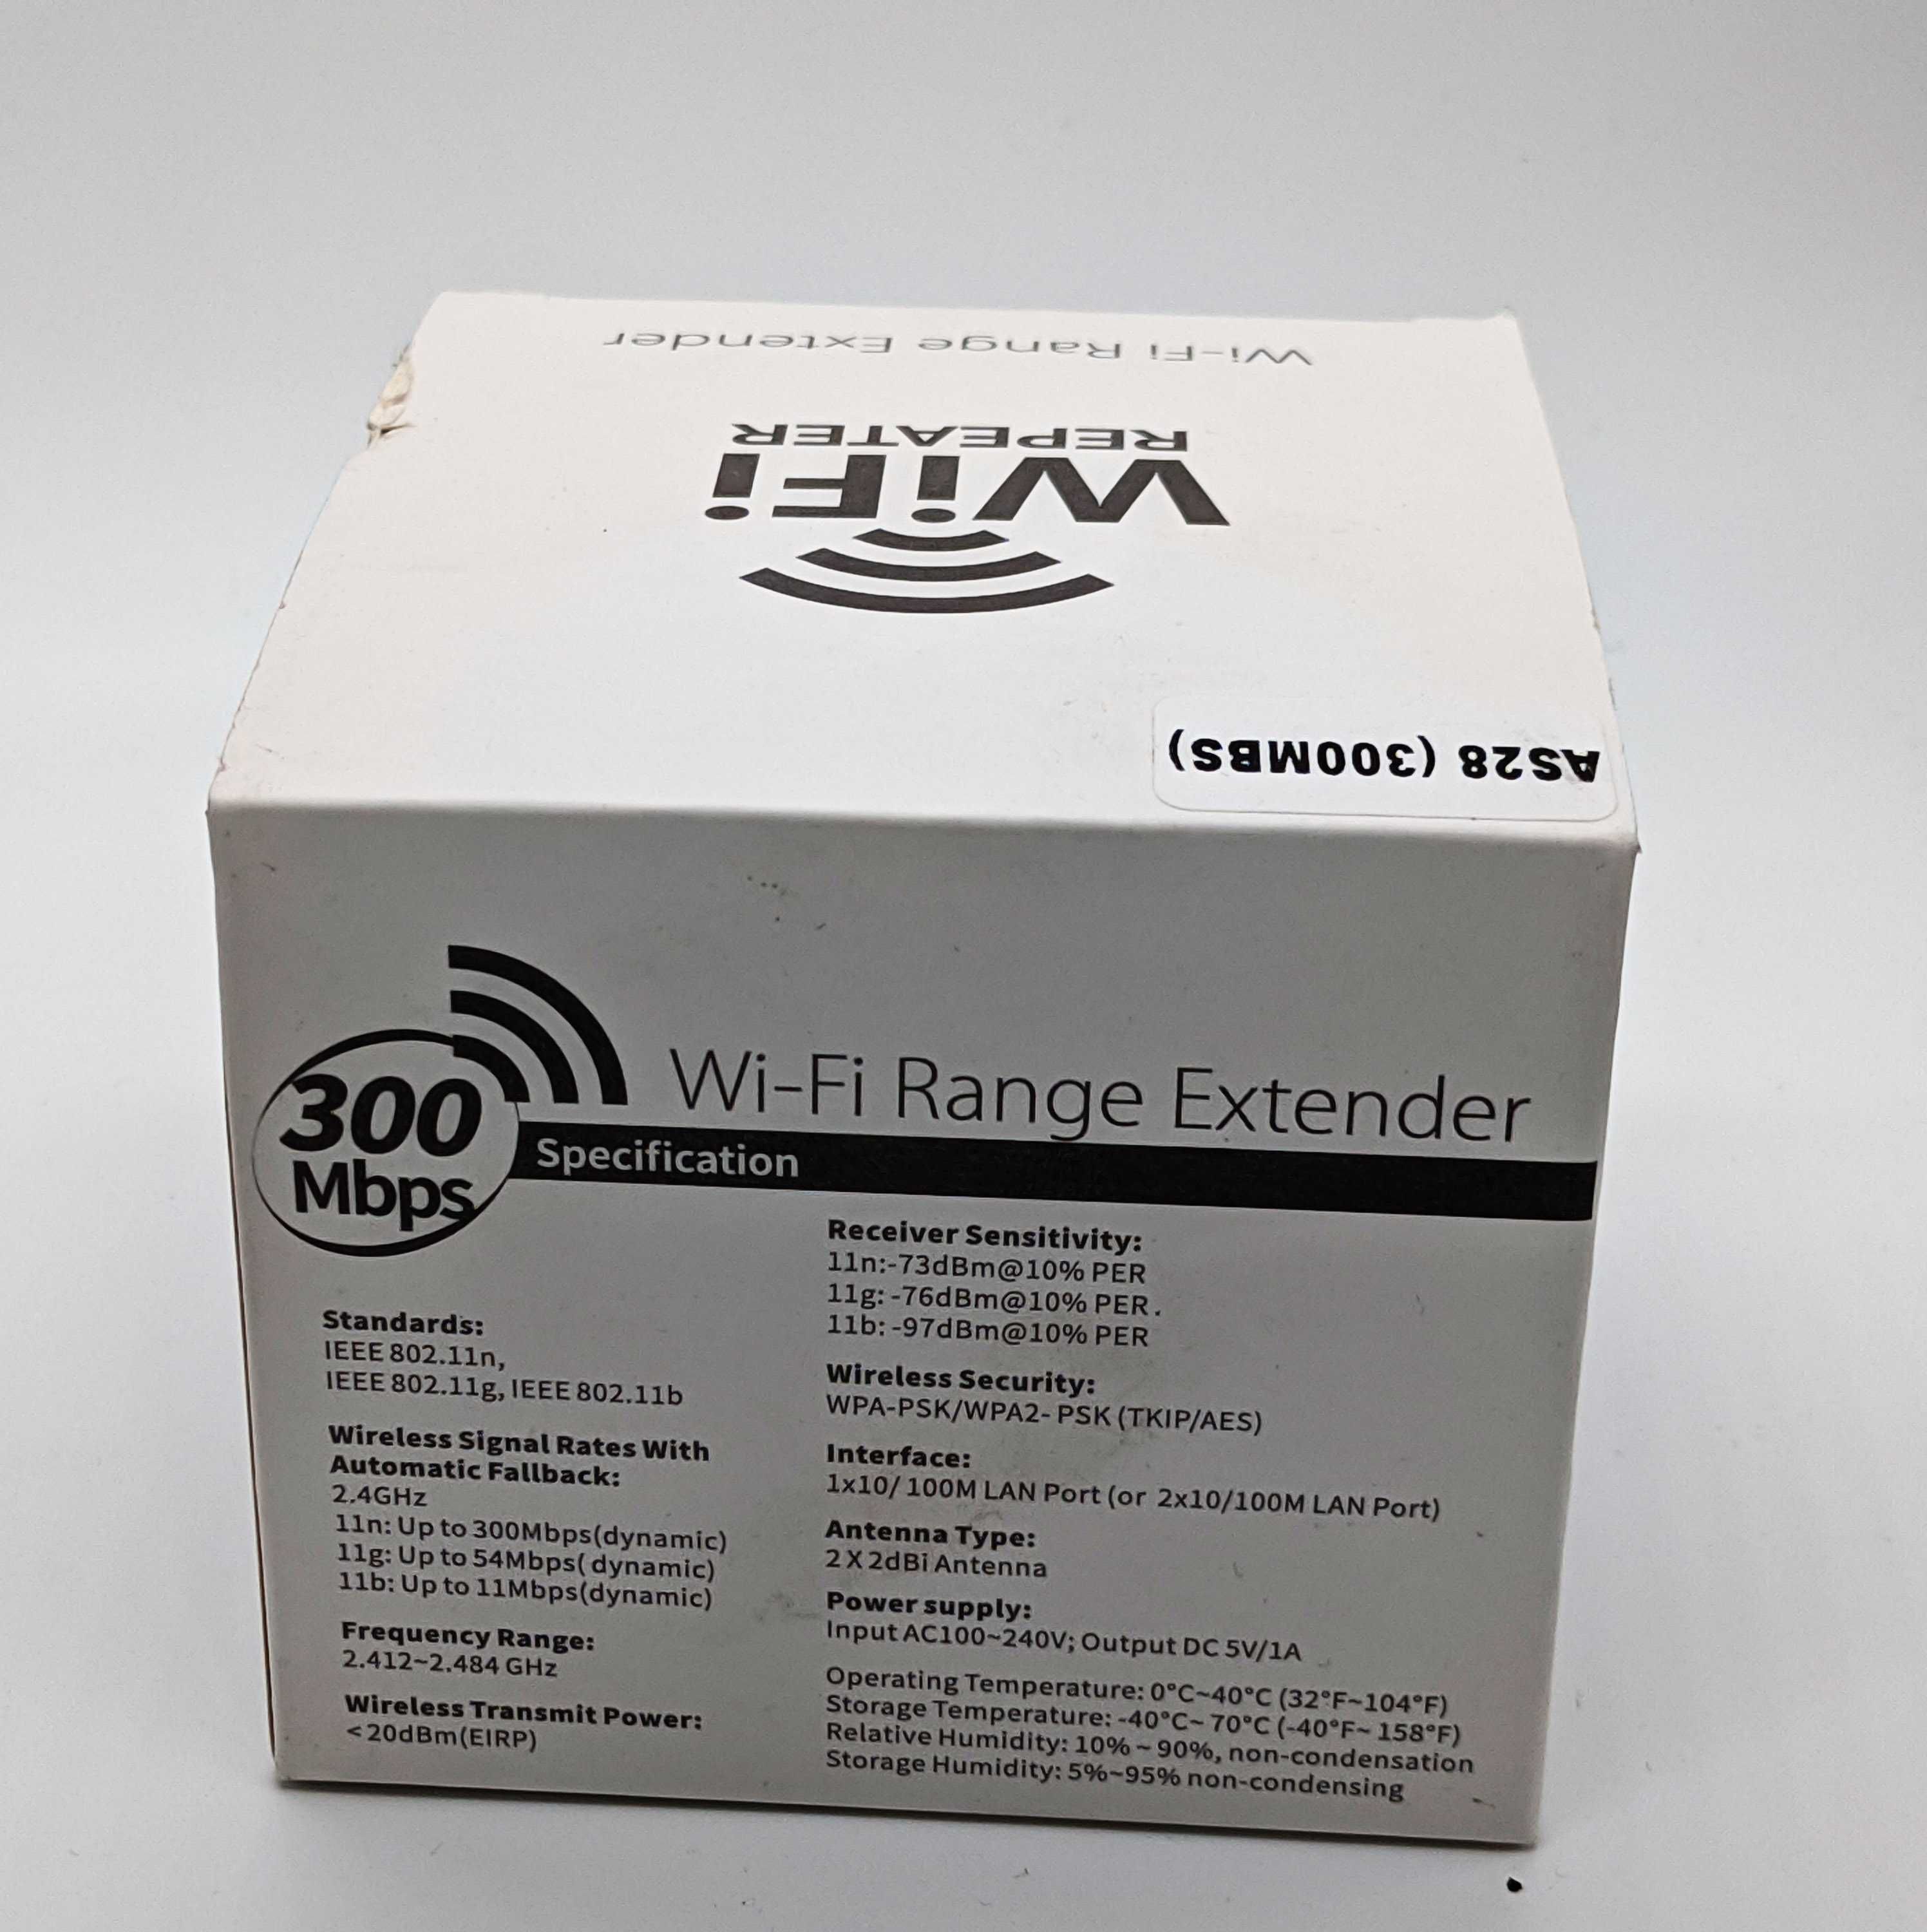 Wi-Fi Range Extender
WiFi
REPEATER
AS28 (300MBS)
300
Mbps
Wi-Fi Range Extender
Specification
Standards:
IEEE 802.11n,
IEEE 802.11g, IEEE 802.11b
Wireless Signal Rates With
Automatic Fallback:
2.4GHz
11n: Up to 300Mbps(dynamic)
11g: Up to 54Mbps( dynamic)
11b: Up to 11Mbps(dynamic)
Frequency Range:
2.412~2.484 GHz
Wireless Transmit Power:
<20dBm(EIRP)
Receiver Sensitivity:
11n:-73dBm@10% PER
11g: -76dBm@10% PER.
11b: -97dBm@10% PER
Wireless Security:
WPA-PSK/WPA2- PSK (TKIP/AES)
Interface:
1x10/ 100M LAN Port (or 2x10/100M LAN Port)
Antenna Type:
2 X 2dBi Antenna
Power supply:
Input AC100~240V; Output DC 5V/1A
Operating Temperature: 0°C~40°C (32°F~104°F)
Storage Temperature: -40°C~ 70°C (-40°F~ 158°F)
Relative Humidity: 10% ~ 90%, non-condensation
Storage Humidity: 5%~95% non-condensing